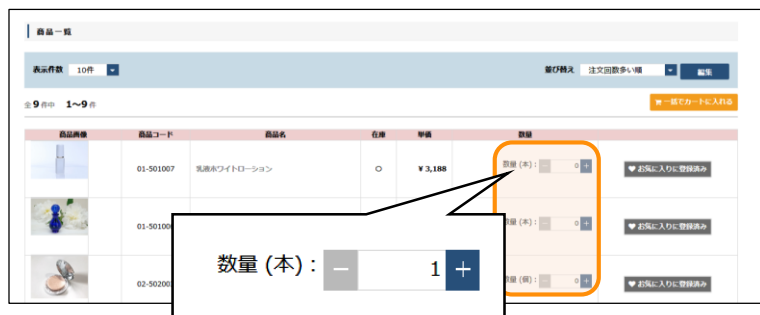 商品一覧
表示件数 10件
並び替え 注文回数多い順 編集
全9件中 1～9件
一括でカートに入れる
商品画像 商品コード 商品名 在庫 単価 数量
01-501007 乳液ホワイトローション ○ ¥3,188 数量 (本) : － 0 + お気に入りに登録済み
数量 (本) : － 0 + お気に入りに登録済み
数量 (個) : － 0 + お気に入りに登録済み
数量 (本) : － 1 +